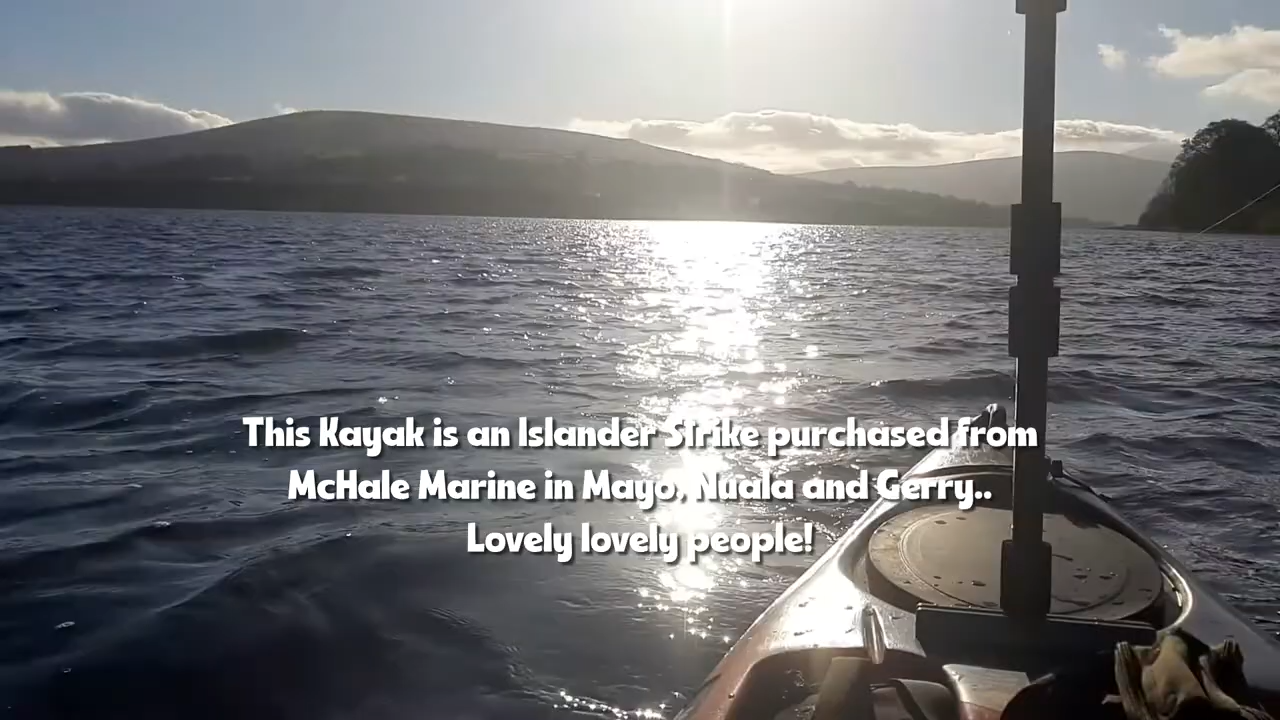 This Kayak is an Islander Strike purchased from
McHale Marine in Mayo, Nuala and Gerry..
Lovely lovely people!